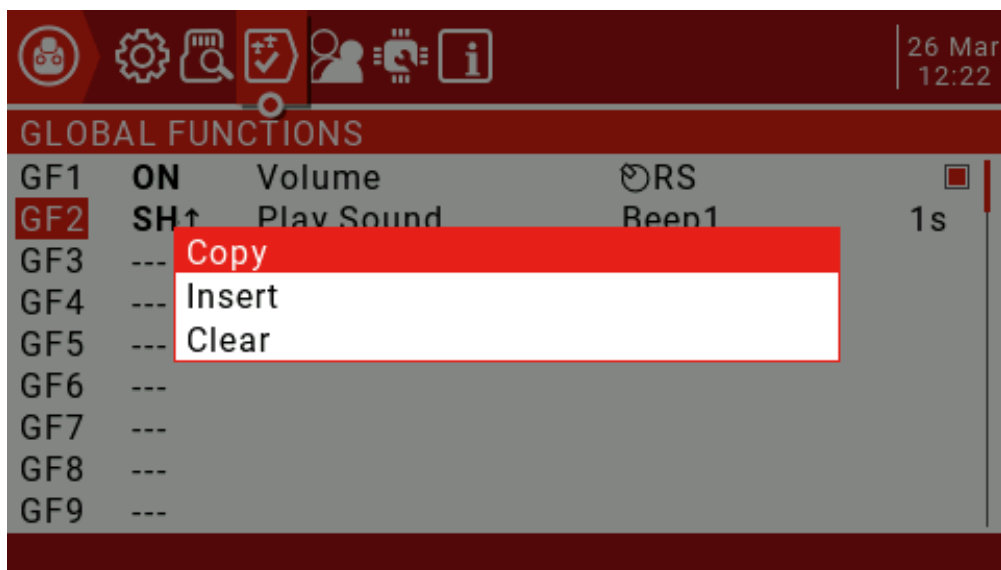 26 Mar
12:22
GLOBAL FUNCTIONS
GF1 ON Volume RS
GF2 SH↑ Play Sound Beep1 1s
GF3 ---
Copy
GF4 ---
Insert
GF5 ---
Clear
GF6 ---
GF7 ---
GF8 ---
GF9 ---